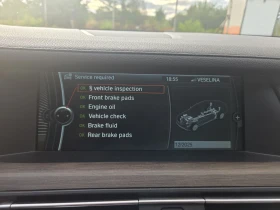 Service required
18:55
VESELINA
§ vehicle inspection
Front brake pads
Engine oil
Vehicle check
Brake fluid
Rear brake pads